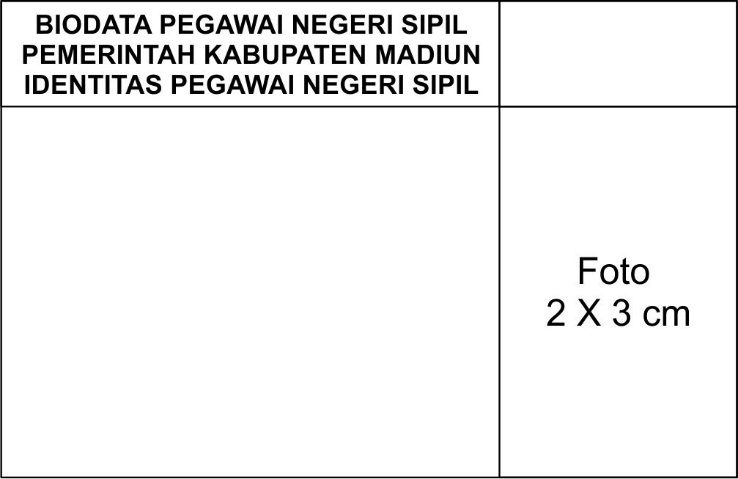 BIODATA PEGAWAI NEGERI SIPIL
PEMERINTAH KABUPATEN MADIUN
IDENTITAS PEGAWAI NEGERI SIPIL
Foto
2 X 3 cm